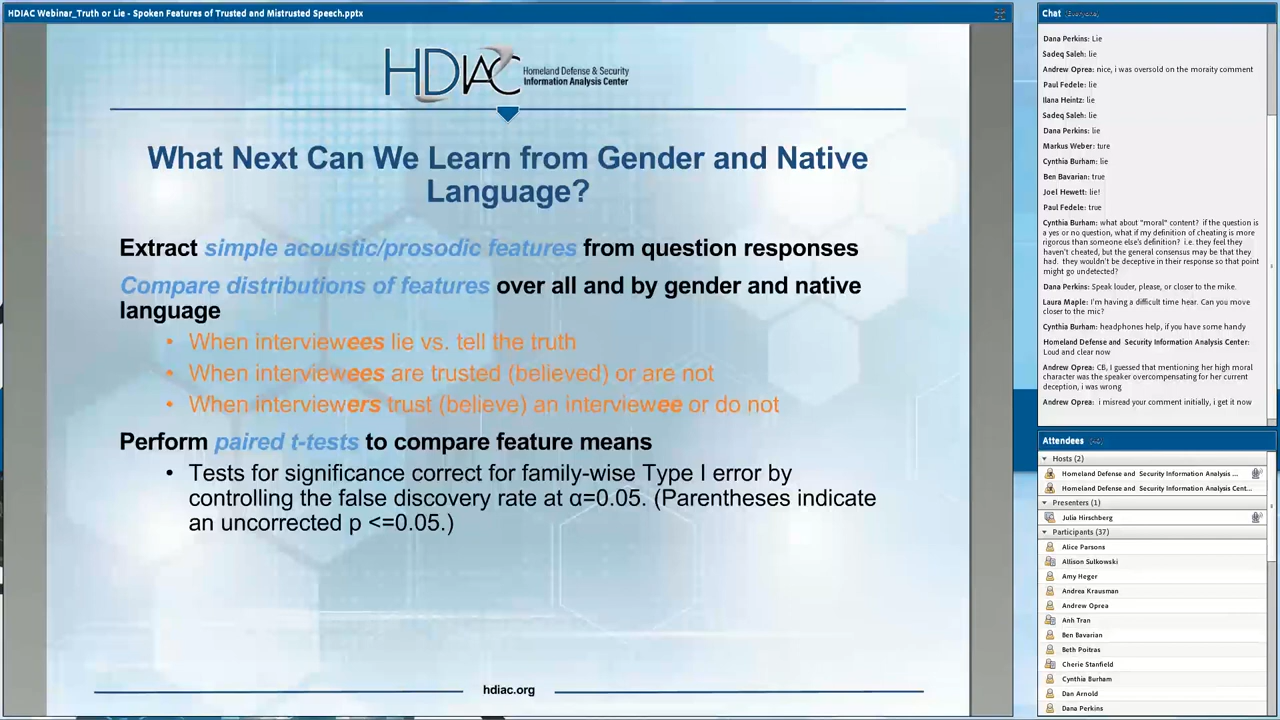 HDIAC Webinar_Truth or Lie - Spoken Features of Trusted and Mistrusted Speech.pptx
HDIAC
Homeland Defense & Security
Information Analysis Center
What Next Can We Learn from Gender and Native
Language?
Extract simple acoustic/prosodic features from question responses
Compare distributions of features over all and by gender and native
language
• When interviewees lie vs. tell the truth
• When interviewees are trusted (believed) or are not
• When interviewers trust (believe) an interviewee or do not
Perform paired t-tests to compare feature means
• Tests for significance correct for family-wise Type I error by
controlling the false discovery rate at α=0.05. (Parentheses indicate
an uncorrected p <=0.05.)
hdiac.org
Chat (Everyone)
Dana Perkins: Lie
Sadeq Saleh: lie
Andrew Oprea: nice, i was oversold on the moraity comment
Paul Fedele: lie
Ilana Heintz: lie
Sadeq Saleh: lie
Dana Perkins: lie
Markus Weber: ture
Cynthia Burham: lie
Ben Bavarian: true
Joel Hewett: lie!
Paul Fedele: true
Cynthia Burham: what about "moral" content? if the question is
a yes or no question, what if my definition of cheating is more
rigorous than someone else's definition? i.e. they feel they
haven't cheated, but the general consensus may be that they
had. they wouldn't be deceptive in their response so that point
might go undetected?
Dana Perkins: Speak louder, please, or closer to the mike.
Laura Maple: I'm having a difficult time hear. Can you move
closer to the mic?
Cynthia Burham: headphones help, if you have some handy
Homeland Defense and Security Information Analysis Center:
Loud and clear now
Andrew Oprea: CB, I guessed that mentioning her high moral
character was the speaker overcompensating for her current
deception, i was wrong
Andrew Oprea: i misread your comment initially, i get it now
Attendees
Hosts (2)
Homeland Defense and Security Information Analysis ...
Homeland Defense and Security Information Analysis Cent...
Presenters (1)
Julia Hirschberg
Participants (37)
Alice Parsons
Allison Sulkowski
Amy Heger
Andrea Krausman
Andrew Oprea
Anh Tran
Ben Bavarian
Beth Poitras
Cherie Stanfield
Cynthia Burham
Dan Arnold
Dana Perkins